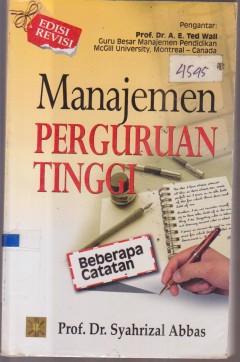 EDISI
REVISI
Pengantar:
Prof. Dr. A. E. Ted Wall
Guru Besar Manajemen Pendidikan
McGill University, Montreal – Canada
4595
Manajemen
PERGURUAN
TINGGI
Beberapa
Catatan
Prof. Dr. Syahrizal Abbas